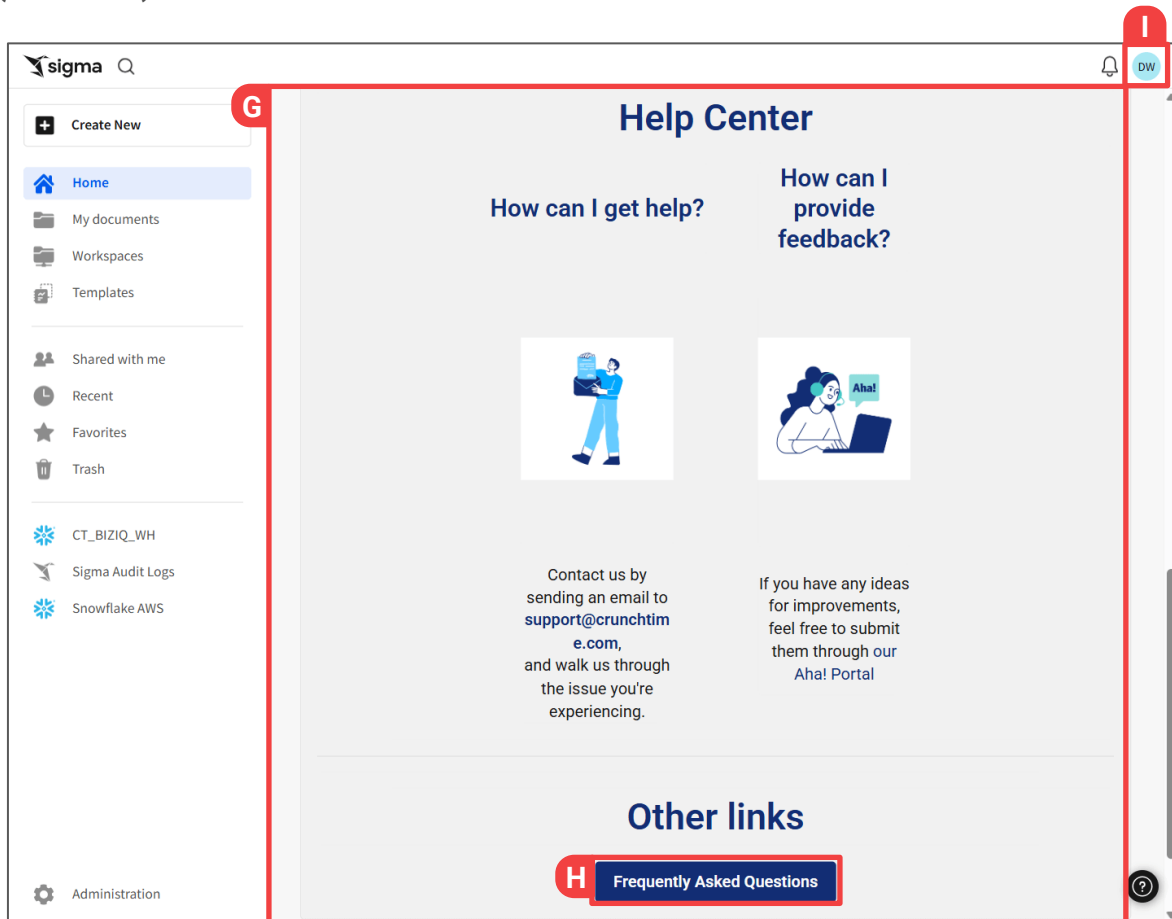 I
sigma
DW
G
Create New
Help Center
Home
My documents
Workspaces
Templates
How can I get help?
How can I
provide
feedback?
Shared with me
Recent
Favorites
Trash
Aha!
CT_BIZIQ_WH
Sigma Audit Logs
Snowflake AWS
Contact us by
sending an email to
support@crunchtim
e.com,
and walk us through
the issue you're
experiencing.
If you have any ideas
for improvements,
feel free to submit
them through our
Aha! Portal
Other links
H
Frequently Asked Questions
Administration
?